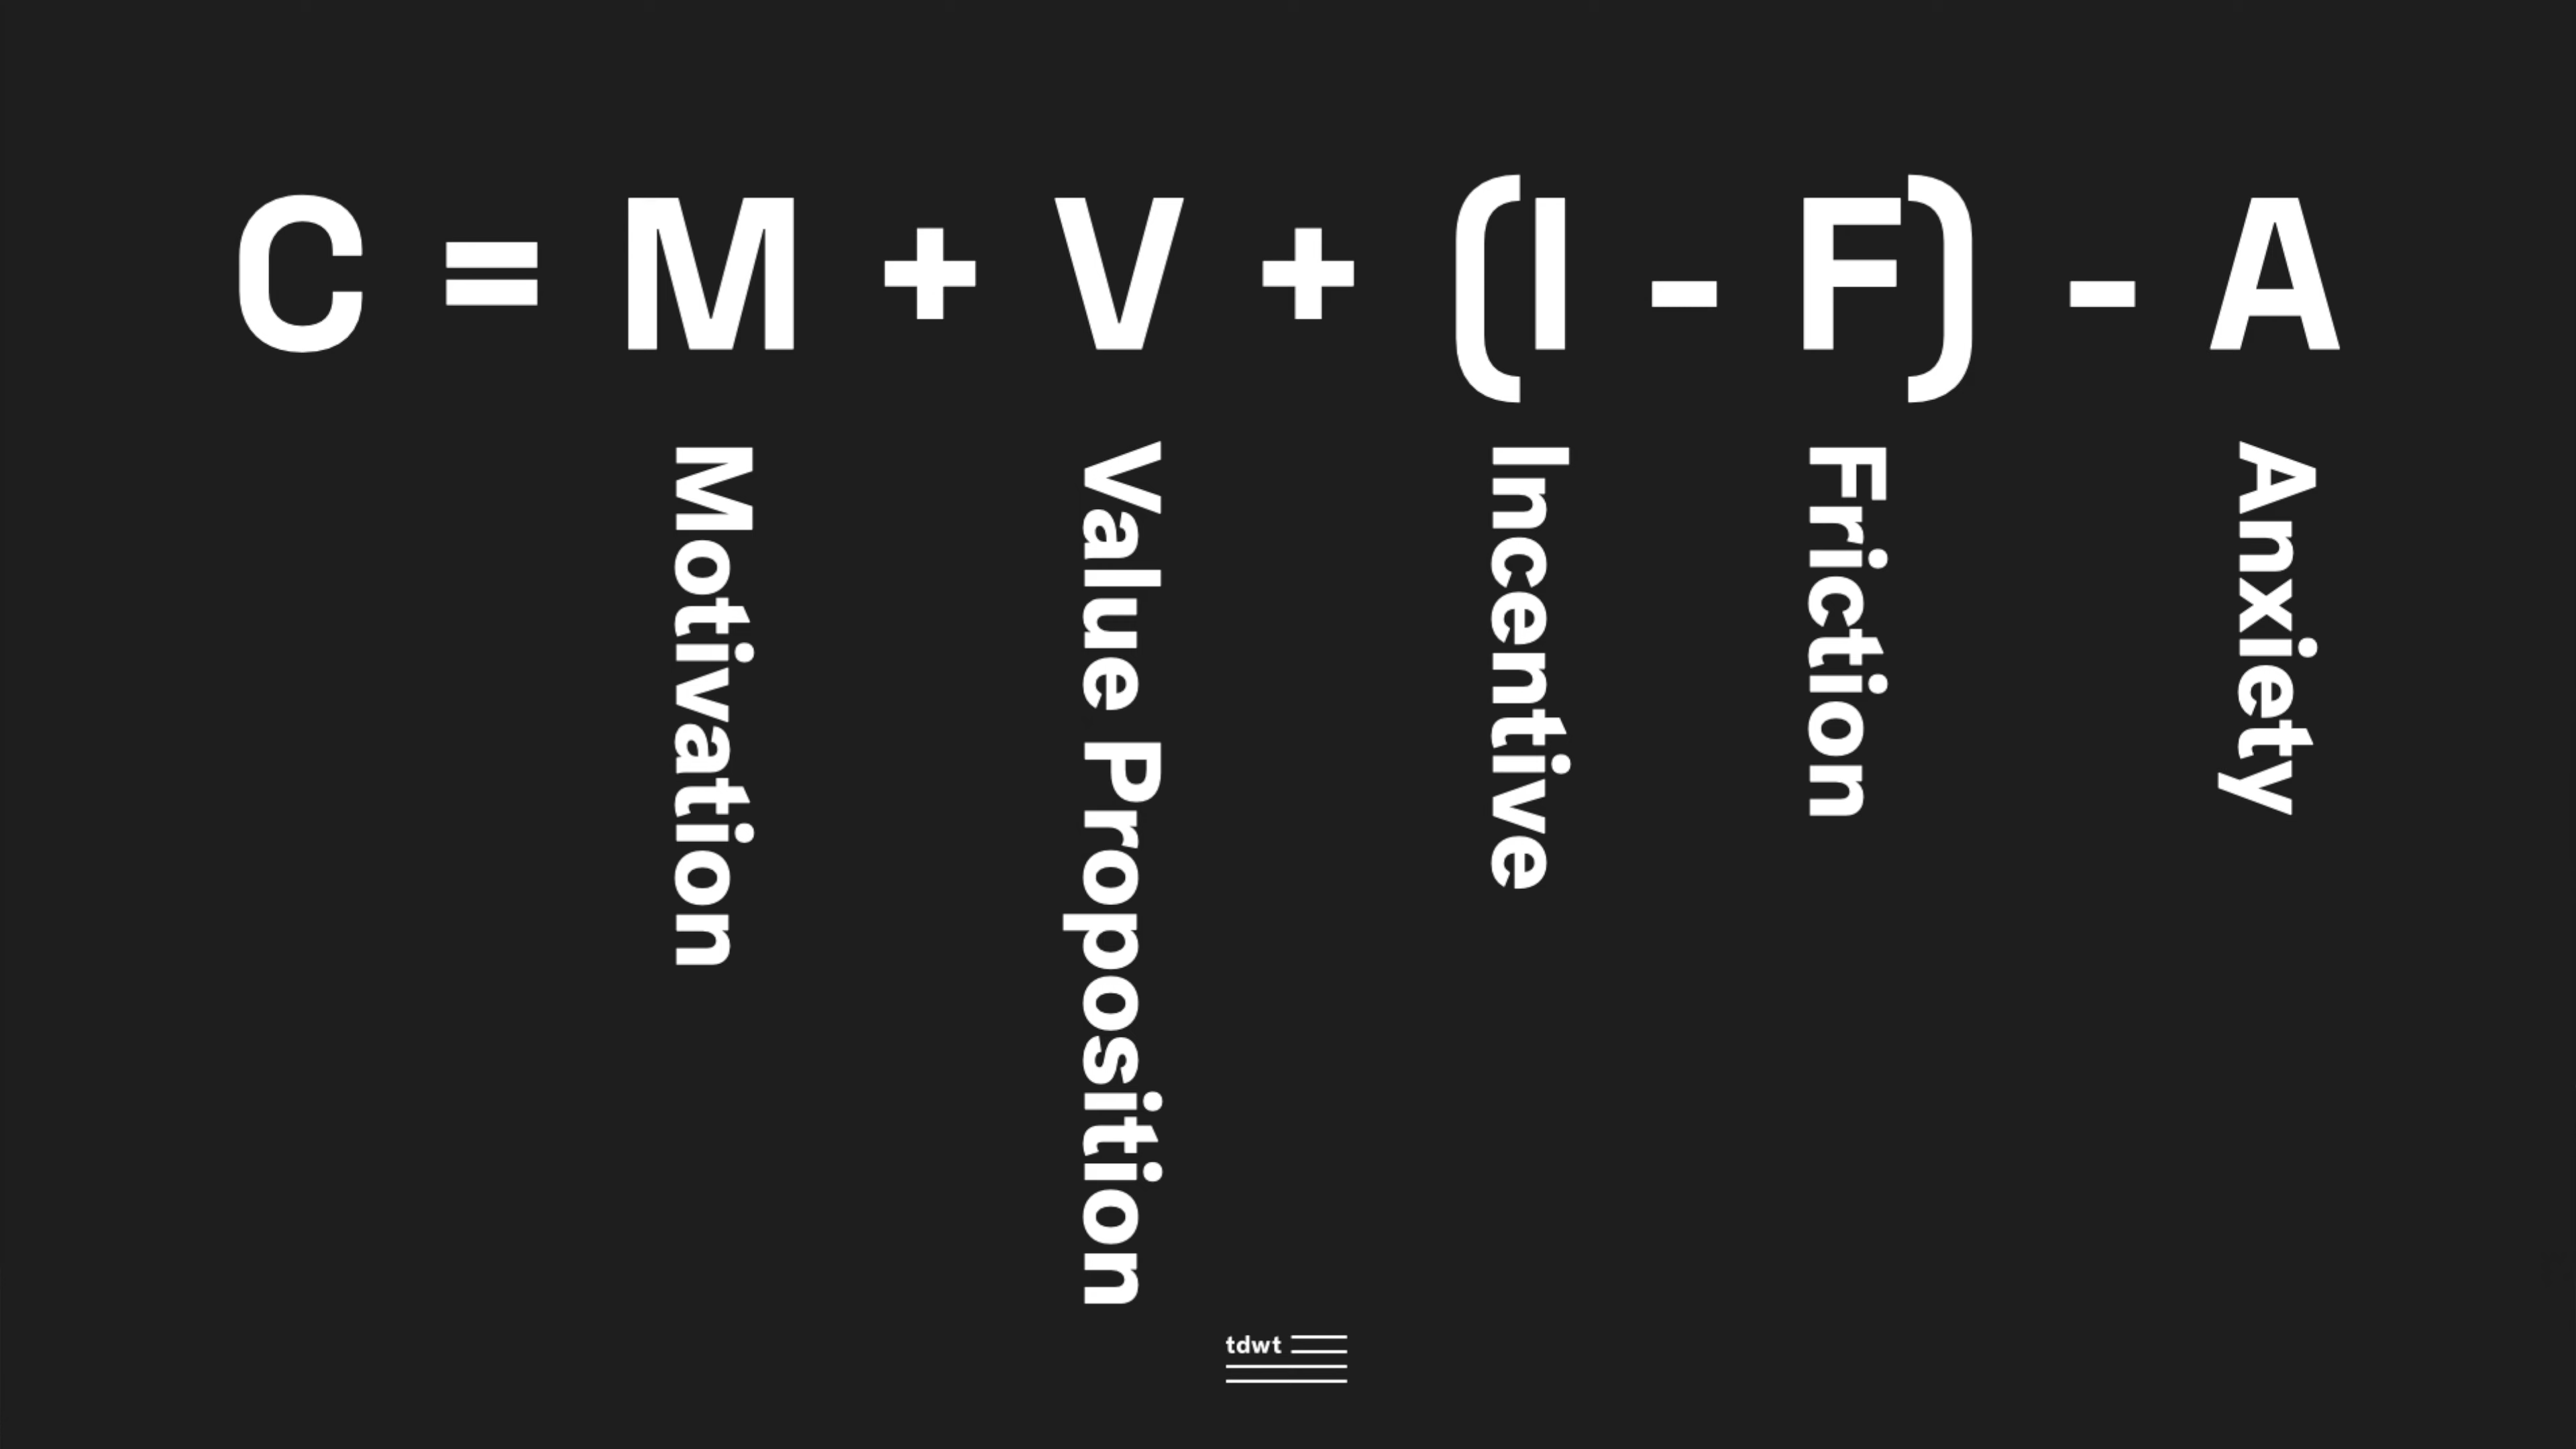 C = M + V + (I - F) - A
Motivation
Value Proposition
Incentive
Friction
Anxiety
tdwt